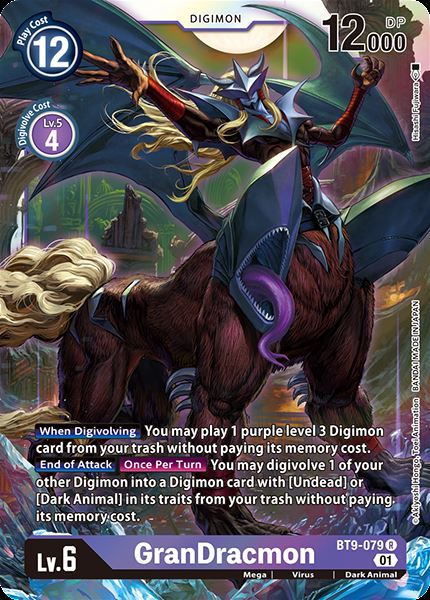 Play Cost
12
DIGIMON
DP
12000
Digivolve Cost
Lv.5
4
Hisashi Fujiwara
When Digivolving You may play 1 purple level 3 Digimon
card from your trash without paying its memory cost.
End of Attack Once Per Turn You may digivolve 1 of your
other Digimon into a Digimon card with [Undead] or
[Dark Animal] in its traits from your trash without paying
its memory cost.
©Akiyoshi Hongo, Toei Animation BANDAI MADE IN JAPAN
Lv.6
GranDracmon
BT9-079 R
01
Mega | Virus | Dark Animal